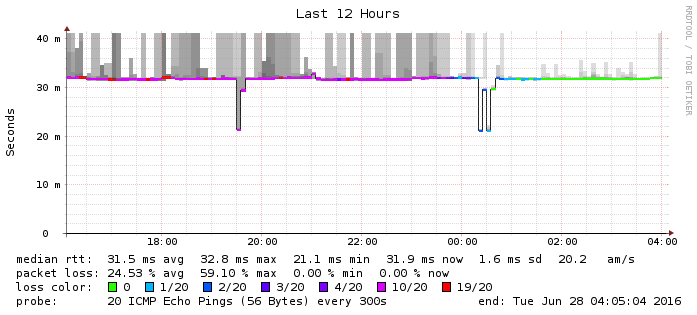 Last 12 Hours
RRDTOOL / TOBI OETIKER
Seconds
40 m
30 m
20 m
10 m
0
18:00 20:00 22:00 00:00 02:00 04:00
median rtt: 31.5 ms avg 32.8 ms max 21.1 ms min 31.9 ms now 1.6 ms sd 20.2 am/s
packet loss: 24.53 % avg 59.10 % max 0.00 % min 0.00 % now
loss color: 0 1/20 2/20 3/20 4/20 10/20 19/20
probe: 20 ICMP Echo Pings (56 Bytes) every 300s end: Tue Jun 28 04:05:04 2016